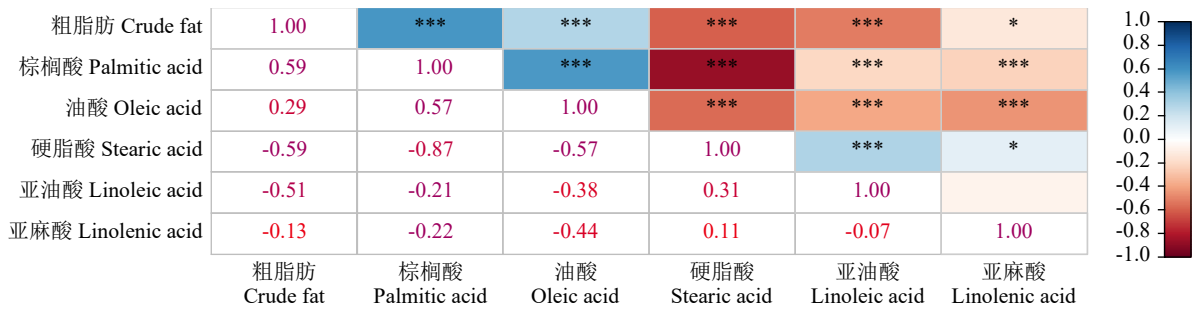 粗脂肪 Crude fat 1.00 *** *** *** *** *
棕榈酸 Palmitic acid 0.59 1.00 *** *** *** ***
油酸 Oleic acid 0.29 0.57 1.00 *** *** ***
硬脂酸 Stearic acid -0.59 -0.87 -0.57 1.00 *** *
亚油酸 Linoleic acid -0.51 -0.21 -0.38 0.31 1.00
亚麻酸 Linolenic acid -0.13 -0.22 -0.44 0.11 -0.07 1.00
粗脂肪 棕榈酸 油酸 硬脂酸 亚油酸 亚麻酸
Crude fat Palmitic acid Oleic acid Stearic acid Linoleic acid Linolenic acid
1.0
0.8
0.6
0.4
0.2
0.0
-0.2
-0.4
-0.6
-0.8
-1.0